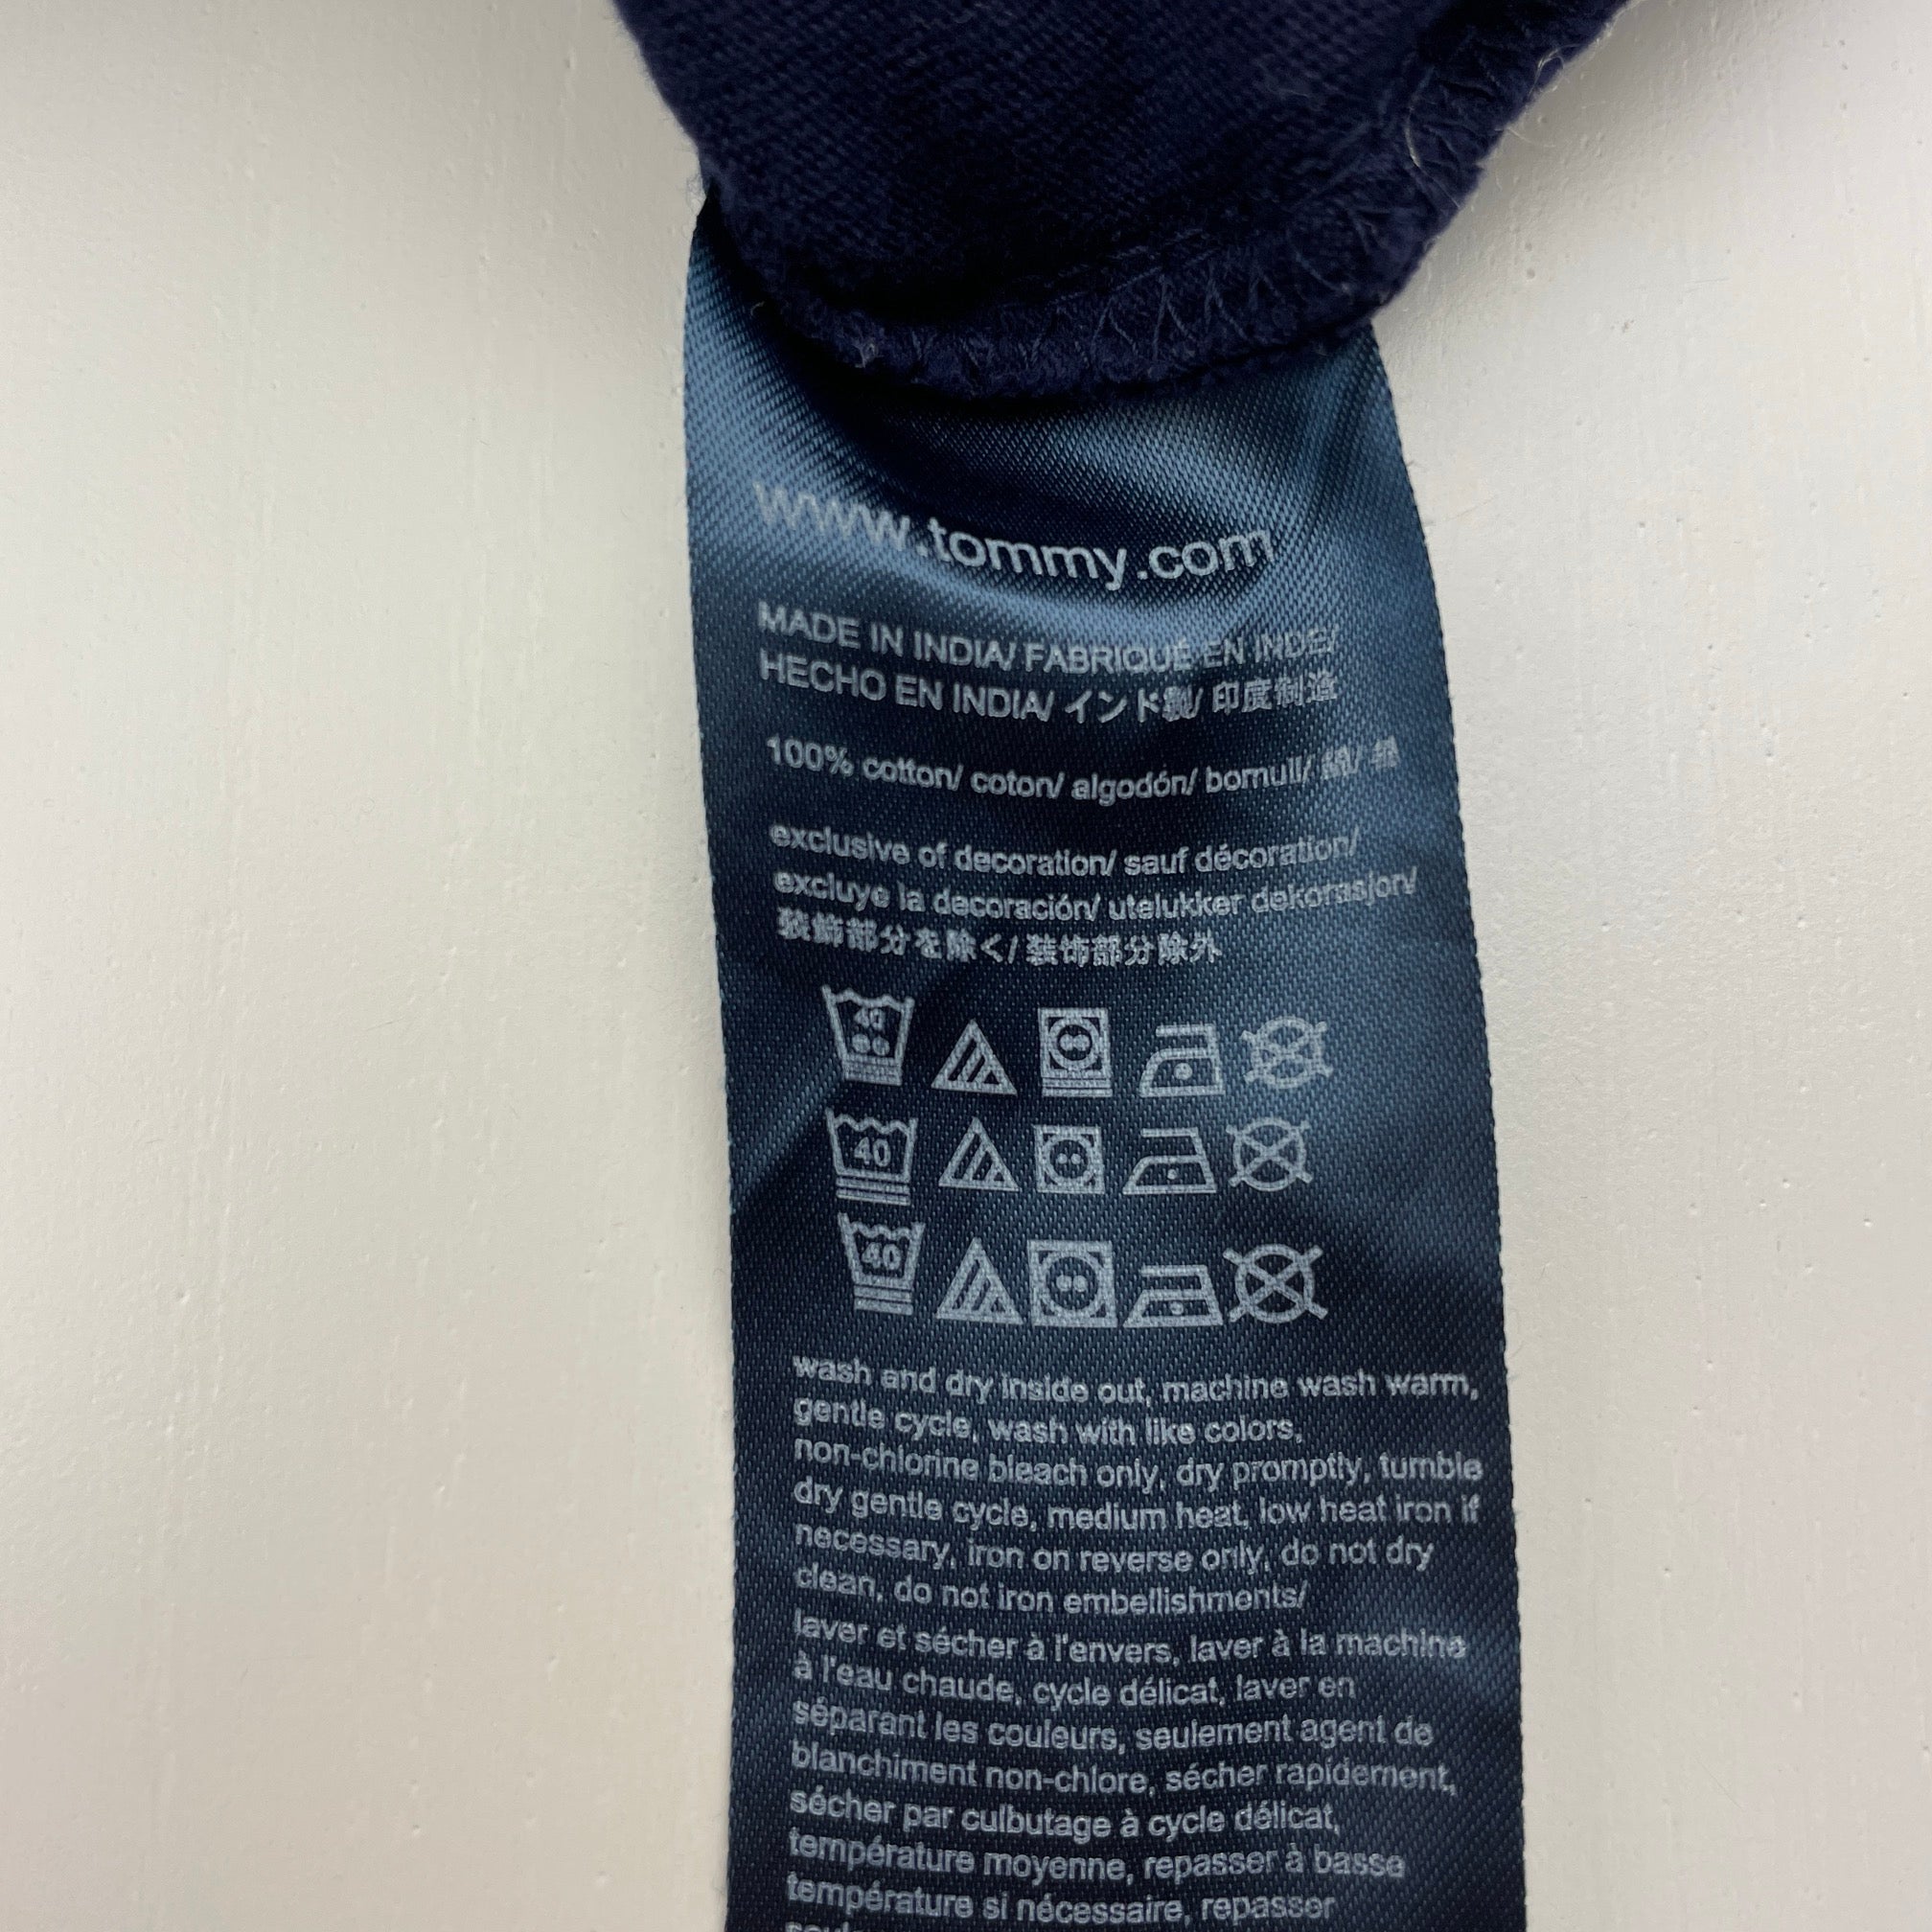 www.tommy.com
MADE IN INDIA/ FABRIQUÉ EN INDE/
HECHO EN INDIA/ インド製/ 印度制造
100% cotton/ coton/ algodón/ bomull/ 綿/ 棉
exclusive of decoration/ sauf décoration/
excluye la decoración/ utelukker dekorasjon/
装飾部分を除く/ 装饰部分除外
40
40
40
wash and dry inside out, machine wash warm,
gentle cycle, wash with like colors,
non-chlorine bleach only, dry promptly, tumble
dry gentle cycle, medium heat, low heat iron if
necessary, iron on reverse only, do not dry
clean, do not iron embellishments/
laver et sécher à l'envers, laver à la machine
à l'eau chaude, cycle délicat, laver en
séparant les couleurs, seulement agent de
blanchiment non-chlore, sécher rapidement,
sécher par culbutage à cycle délicat,
température moyenne, repasser à basse
température si nécessaire, repasser